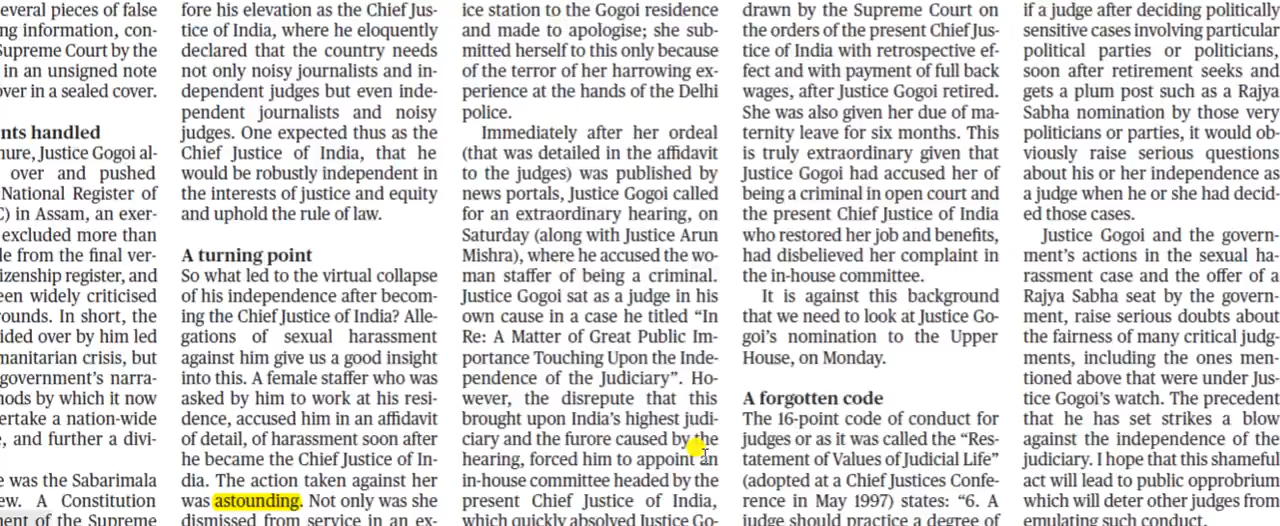 everal pieces of false
ng information, con-
Supreme Court by the
in an unsigned note
over in a sealed cover.
nts handled
nure, Justice Gogoi al-
over and pushed
National Register of
C) in Assam, an exer-
excluded more than
le from the final ver-
izenship register, and
een widely criticised
rounds. In short, the
ided over by him led
manitarian crisis, but
government's narra-
hods by which it now
ertake a nation-wide
, and further a divi-
e was the Sabarimala
ew. A Constitution
ment of the Supreme
fore his elevation as the Chief Jus-
tice of India, where he eloquently
declared that the country needs
not only noisy journalists and in-
dependent judges but even inde-
pendent journalists and noisy
judges. One expected thus as the
Chief Justice of India, that he
would be robustly independent in
the interests of justice and equity
and uphold the rule of law.
A turning point
So what led to the virtual collapse
of his independence after becom-
ing the Chief Justice of India? Alle-
gations of sexual harassment
against him give us a good insight
into this. A female staffer who was
asked by him to work at his resi-
dence, accused him in an affidavit
of detail, of harassment soon after
he became the Chief Justice of In-
dia. The action taken against her
was astounding. Not only was she
dismissed from service in an ex-
ice station to the Gogoi residence
and made to apologise; she sub-
mitted herself to this only because
of the terror of her harrowing ex-
perience at the hands of the Delhi
police.
Immediately after her ordeal
(that was detailed in the affidavit
to the judges) was published by
news portals, Justice Gogoi called
for an extraordinary hearing, on
Saturday (along with Justice Arun
Mishra), where he accused the wo-
man staffer of being a criminal.
Justice Gogoi sat as a judge in his
own cause in a case he titled “In
Re: A Matter of Great Public Im-
portance Touching Upon the Inde-
pendence of the Judiciary”. Ho-
wever, the disrepute that this
brought upon India's highest judi-
ciary and the furore caused by the
hearing, forced him to appoint an
in-house committee headed by the
present Chief Justice of India,
which quickly absolved Justice Go-
drawn by the Supreme Court on
the orders of the present Chief Jus-
tice of India with retrospective ef-
fect and with payment of full back
wages, after Justice Gogoi retired.
She was also given her due of ma-
ternity leave for six months. This
is truly extraordinary given that
Justice Gogoi had accused her of
being a criminal in open court and
the present Chief Justice of India
who restored her job and benefits,
had disbelieved her complaint in
the in-house committee.
It is against this background
that we need to look at Justice Go-
goi's nomination to the Upper
House, on Monday.
A forgotten code
The 16-point code of conduct for
judges or as it was called the “Res-
tatement of Values of Judicial Life”
(adopted at a Chief Justices Confe-
rence in May 1997) states: “6. A
judge should practice a degree of
if a judge after deciding politically
sensitive cases involving particular
political parties or politicians,
soon after retirement seeks and
gets a plum post such as a Rajya
Sabha nomination by those very
politicians or parties, it would ob-
viously raise serious questions
about his or her independence as
a judge when he or she had decid-
ed those cases.
Justice Gogoi and the govern-
ment's actions in the sexual ha-
rassment case and the offer of a
Rajya Sabha seat by the govern-
ment, raise serious doubts about
the fairness of many critical judg-
ments, including the ones men-
tioned above that were under Jus-
tice Gogoi's watch. The precedent
that he has set strikes a blow
against the independence of the
judiciary. I hope that this shameful
act will lead to public opprobrium
which will deter other judges from
emulating such conduct